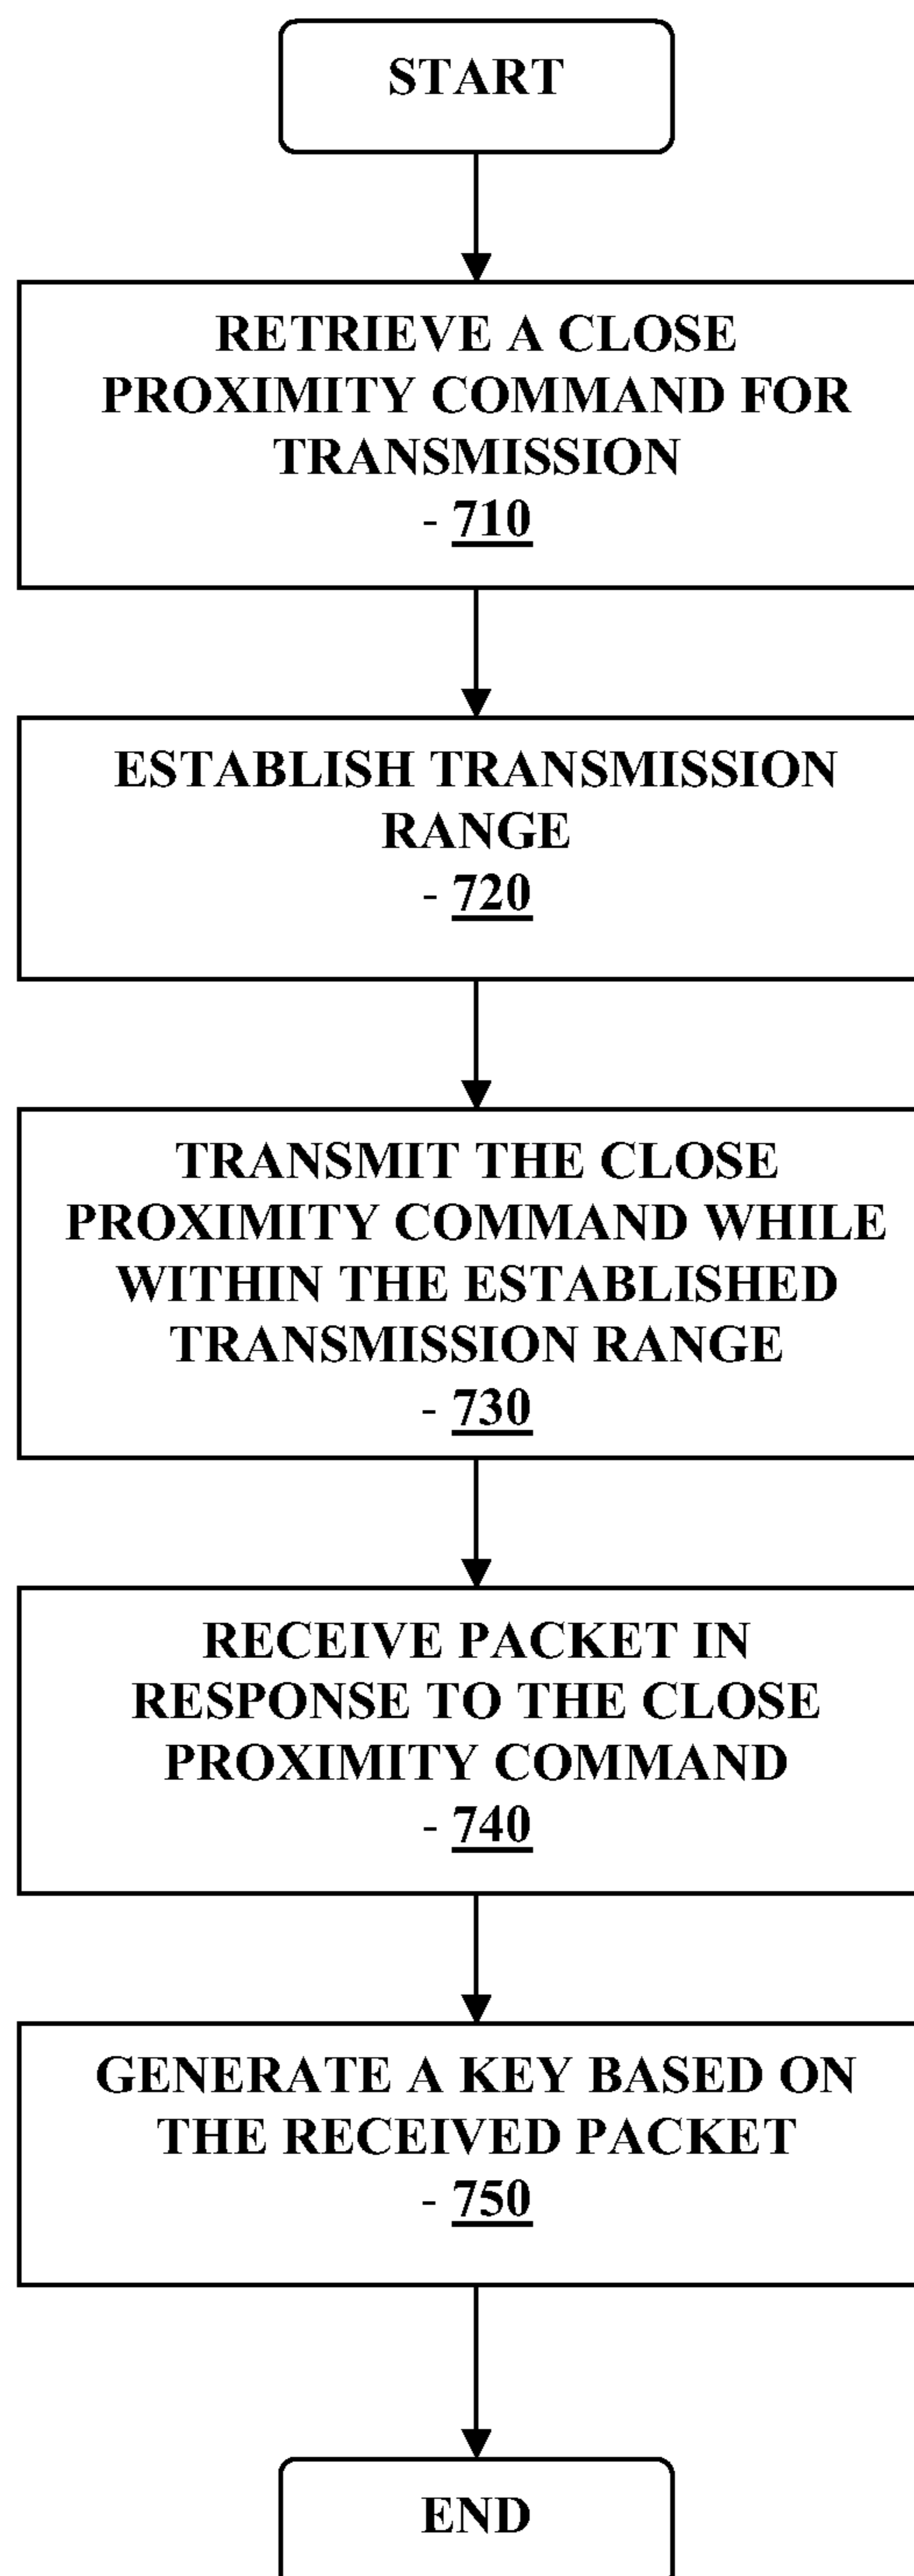 START
RETRIEVE A CLOSE
PROXIMITY COMMAND FOR
TRANSMISSION
- 710
ESTABLISH TRANSMISSION
RANGE
- 720
TRANSMIT THE CLOSE
PROXIMITY COMMAND WHILE
WITHIN THE ESTABLISHED
TRANSMISSION RANGE
- 730
RECEIVE PACKET IN
RESPONSE TO THE CLOSE
PROXIMITY COMMAND
- 740
GENERATE A KEY BASED ON
THE RECEIVED PACKET
- 750
END